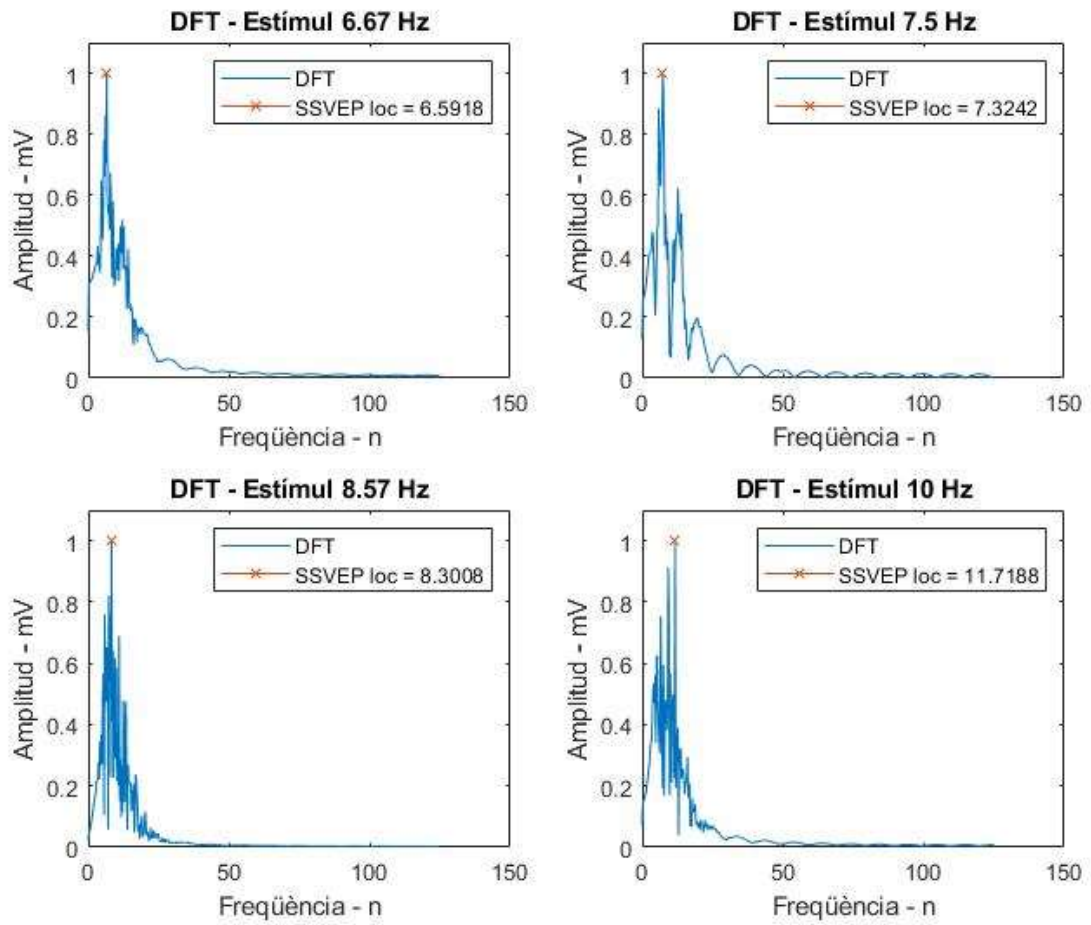 DFT - Estímul 6.67 Hz
1
0.8
0.6
0.4
0.2
0
Amplitud - mV
DFT
SSVEP loc = 6.5918
0
50
100
150
Freqüència - n
DFT - Estímul 7.5 Hz
1
0.8
0.6
0.4
0.2
0
Amplitud - mV
DFT
SSVEP loc = 7.3242
0
50
100
150
Freqüència - n
DFT - Estímul 8.57 Hz
1
0.8
0.6
0.4
0.2
0
Amplitud - mV
DFT
SSVEP loc = 8.3008
0
50
100
150
Freqüència - n
DFT - Estímul 10 Hz
1
0.8
0.6
0.4
0.2
0
Amplitud - mV
DFT
SSVEP loc = 11.7188
0
50
100
150
Freqüència - n